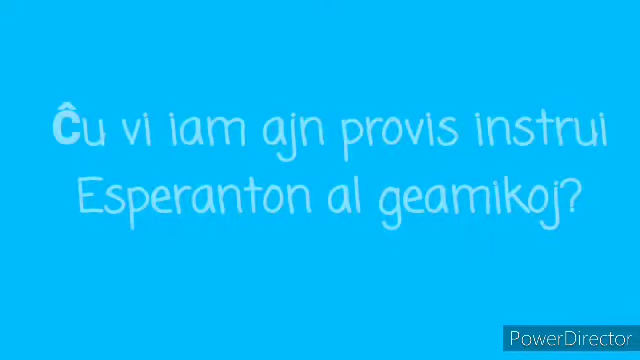 Ĉu vi iam ajn provis instrui
Esperanton al geamikoj?
PowerDirector